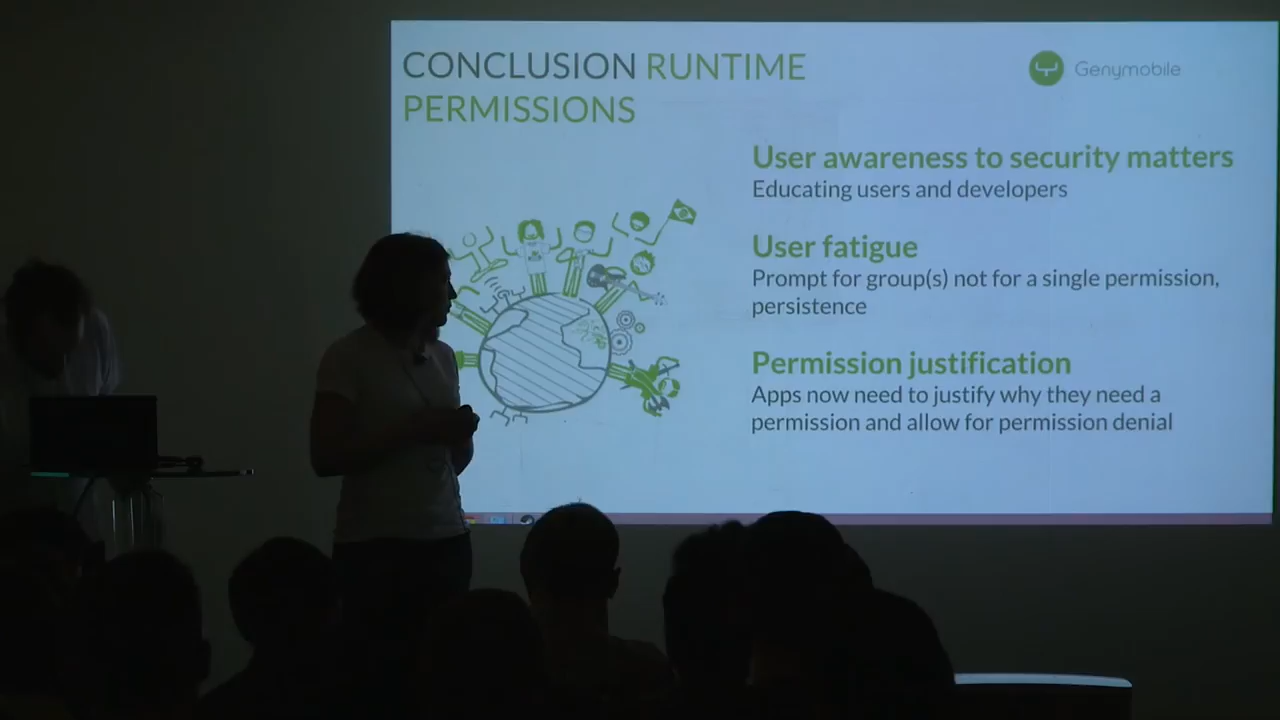 CONCLUSION RUNTIME
PERMISSIONS
Genymobile
User awareness to security matters
Educating users and developers
User fatigue
Prompt for group(s) not for a single permission,
persistence
Permission justification
Apps now need to justify why they need a
permission and allow for permission denial